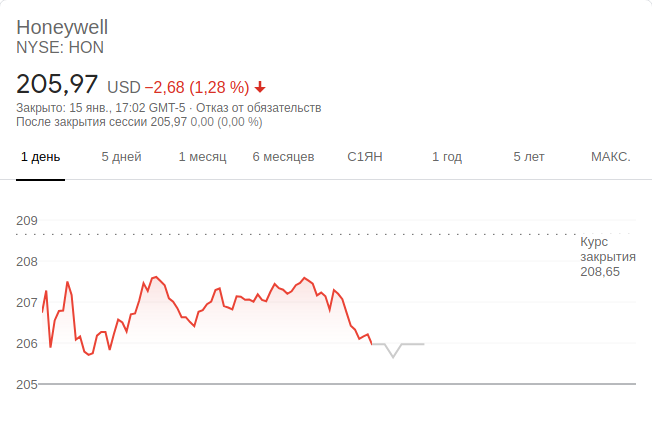 Honeywell
NYSE: HON
205,97 USD −2,68 (1,28 %)
Закрыто: 15 янв., 17:02 GMT-5 · Отказ от обязательств
После закрытия сессии 205,97 0,00 (0,00 %)
1 день 5 дней 1 месяц 6 месяцев С1ЯН 1 год 5 лет МАКС.
209
Курс
закрытия
208,65
208
207
206
205